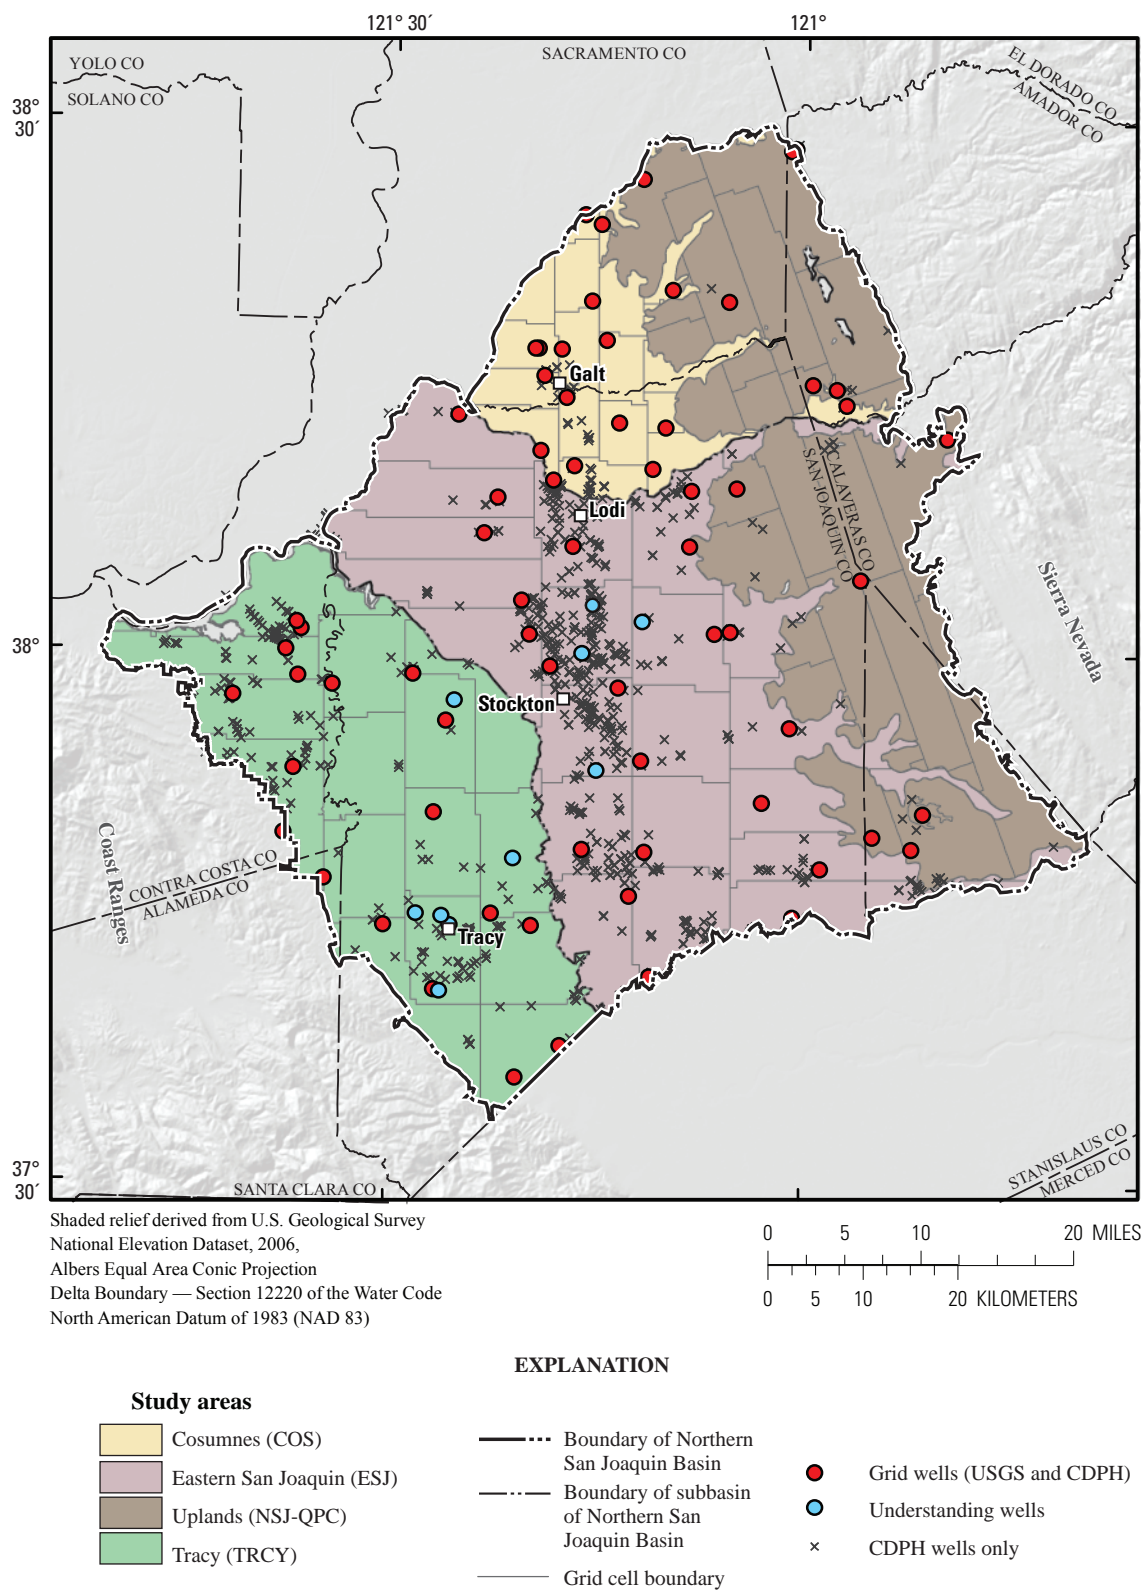 121° 30′
121°
YOLO CO
SOLANO CO
SACRAMENTO CO
EL DORADO CO
AMADOR CO
38°
30′
Galt
Lodi
CALAVERAS CO
SAN JOAQUIN CO
Sierra Nevada
38°
Stockton
Coast Ranges
CONTRA COSTA CO
ALAMEDA CO
Tracy
37°
30′
SANTA CLARA CO
STANISLAUS CO
MERCED CO
Shaded relief derived from U.S. Geological Survey
National Elevation Dataset, 2006,
Albers Equal Area Conic Projection
Delta Boundary — Section 12220 of the Water Code
North American Datum of 1983 (NAD 83)
0 5 10 20 MILES
0 5 10 20 KILOMETERS
EXPLANATION
Study areas
Cosumnes (COS)
Eastern San Joaquin (ESJ)
Uplands (NSJ-QPC)
Tracy (TRCY)
Boundary of Northern
San Joaquin Basin
Boundary of subbasin
of Northern San
Joaquin Basin
Grid cell boundary
Grid wells (USGS and CDPH)
Understanding wells
CDPH wells only